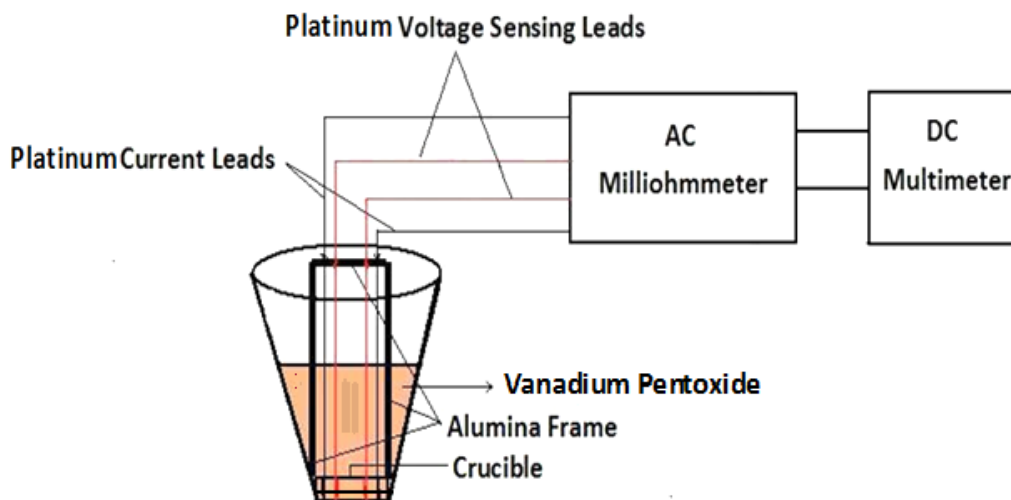 Platinum Voltage Sensing Leads
AC
Milliohmmeter
DC
Multimeter
Platinum Current Leads
Vanadium Pentoxide
Alumina Frame
Crucible